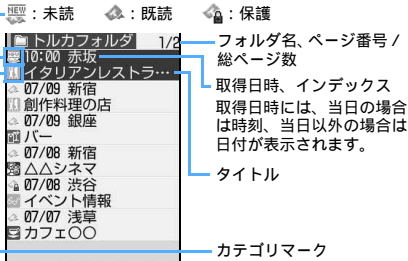 NEW：未読　：既読　：保護
トルカフォルダ　1/2
10:00 赤坂
イタリアンレストラ…
07/09 新宿
創作料理の店
07/09 銀座
バー
07/08 新宿
△△シネマ
07/08 渋谷
イベント情報
07/07 浅草
カフェ○○
フォルダ名、ページ番号／
総ページ数
取得日時、インデックス
取得日時には、当日の場合
は時刻、当日以外の場合は
日付が表示されます。
タイトル
カテゴリマーク